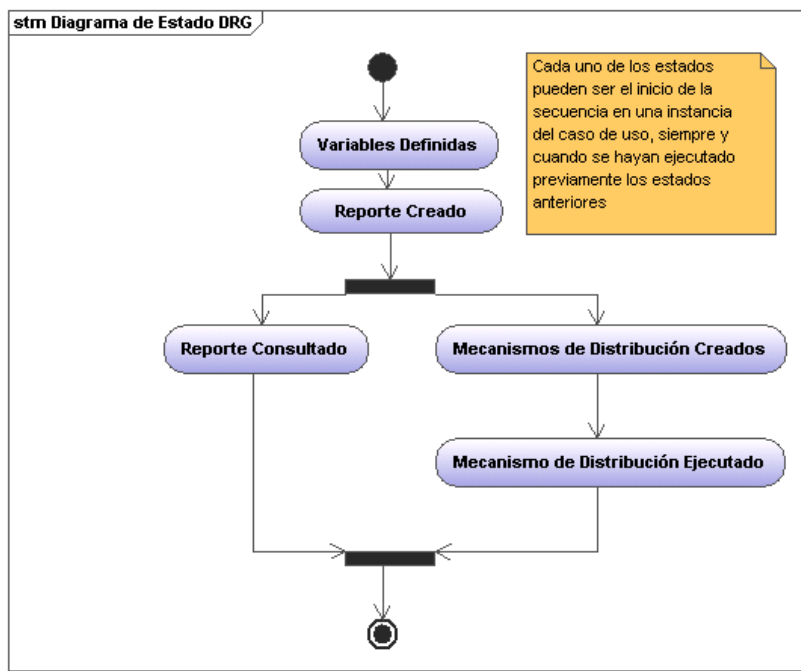 stm Diagrama de Estado DRG
Cada uno de los estados
pueden ser el inicio de la
secuencia en una instancia
del caso de uso, siempre y
cuando se hayan ejecutado
previamente los estados
anteriores
Variables Definidas
Reporte Creado
Reporte Consultado
Mecanismos de Distribución Creados
Mecanismo de Distribución Ejecutado